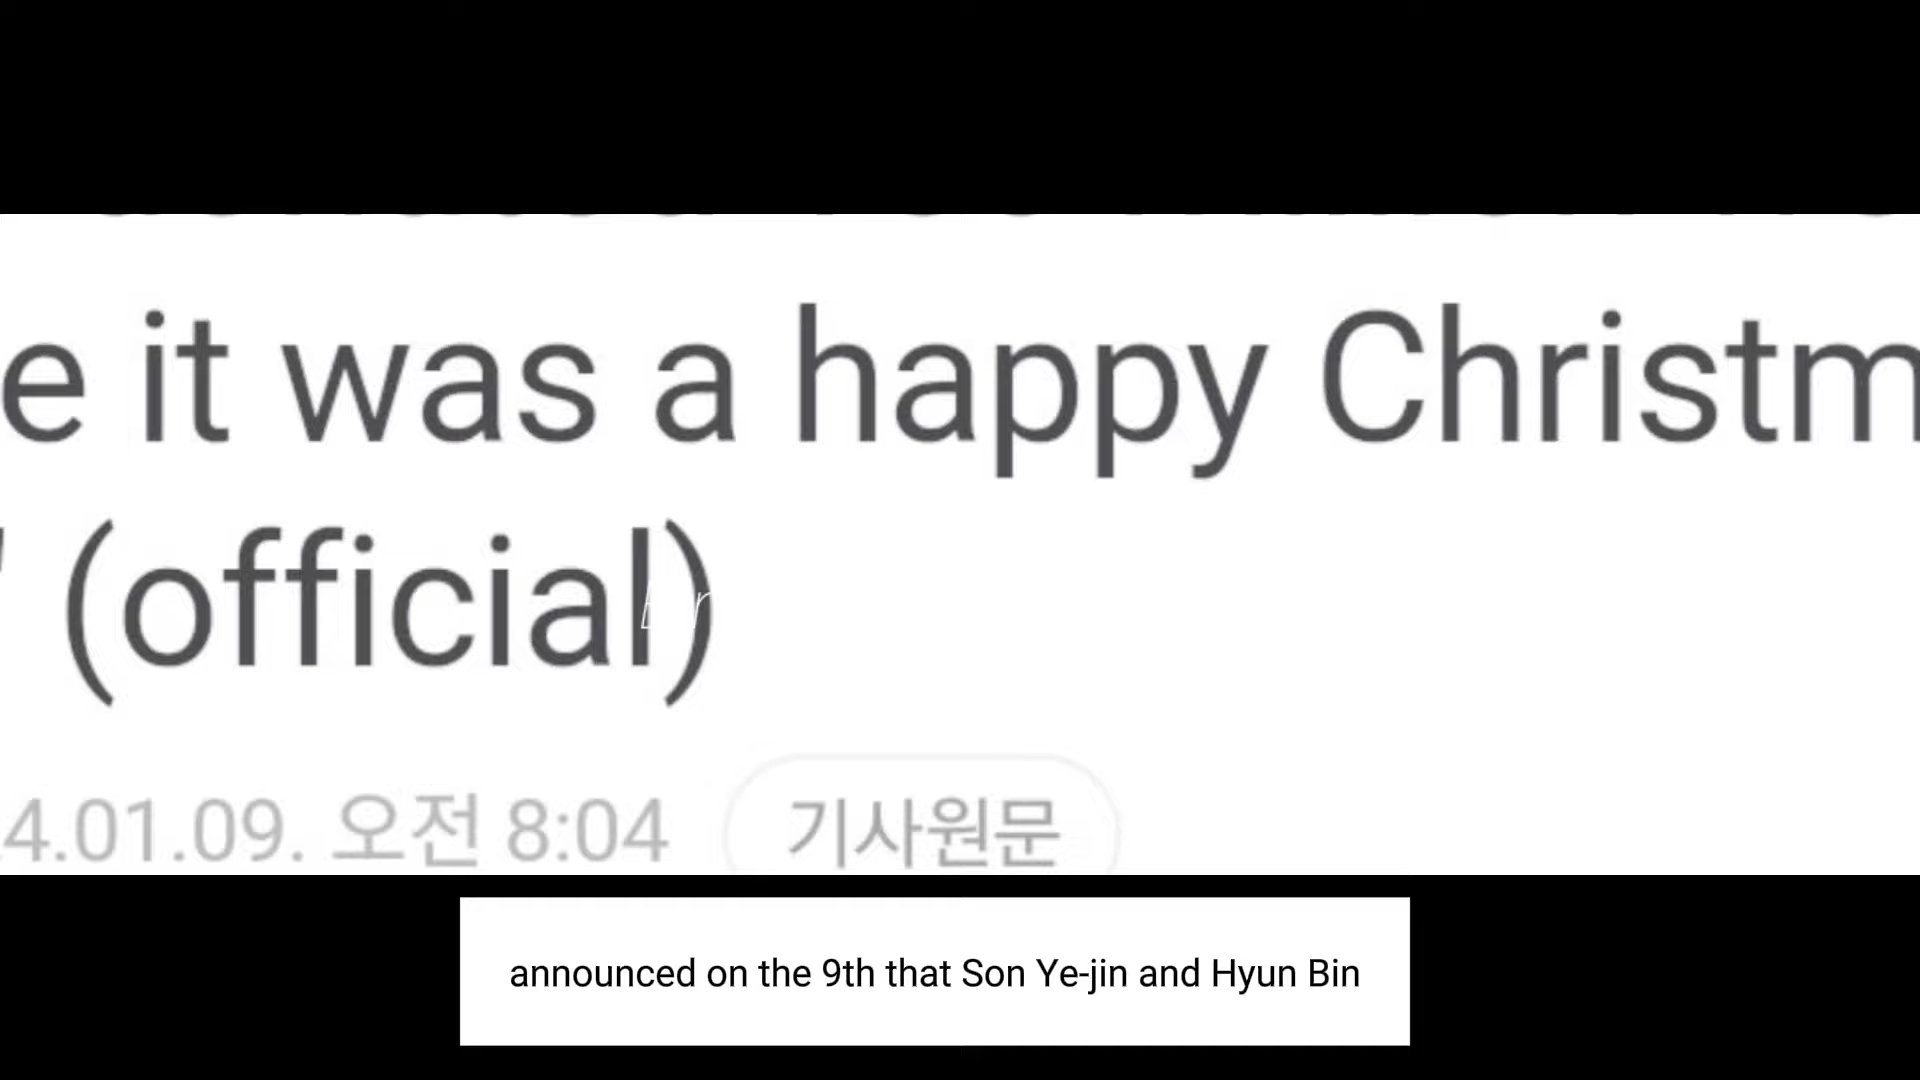 e it was a happy Christm
" (official)
4.01.09. 오전 8:04 기사원문
announced on the 9th that Son Ye-jin and Hyun Bin